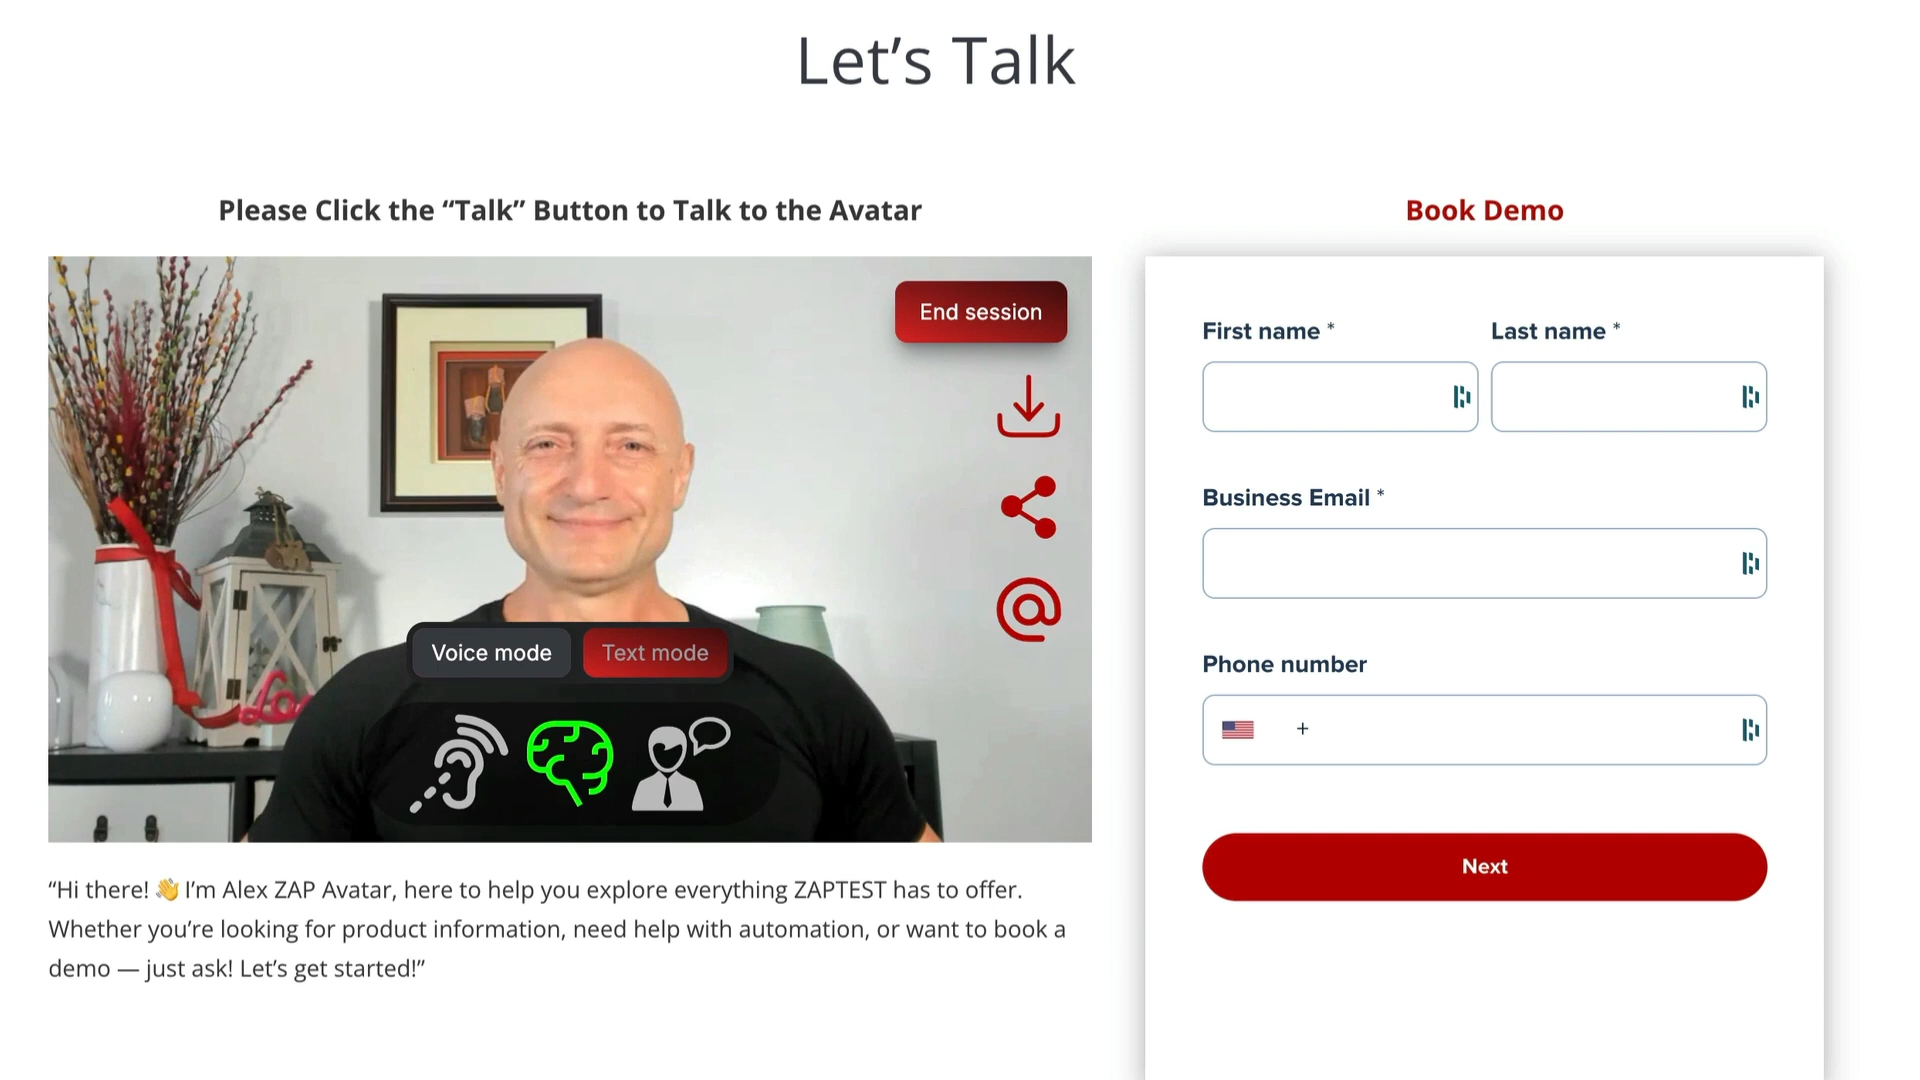 Let’s Talk
Please Click the “Talk” Button to Talk to the Avatar
Book Demo
End session
Voice mode
Text mode
“Hi there! 👋 I’m Alex ZAP Avatar, here to help you explore everything ZAPTEST has to offer.
Whether you’re looking for product information, need help with automation, or want to book a
demo — just ask! Let’s get started!”
First name *
Last name *
Business Email *
Phone number
+
Next